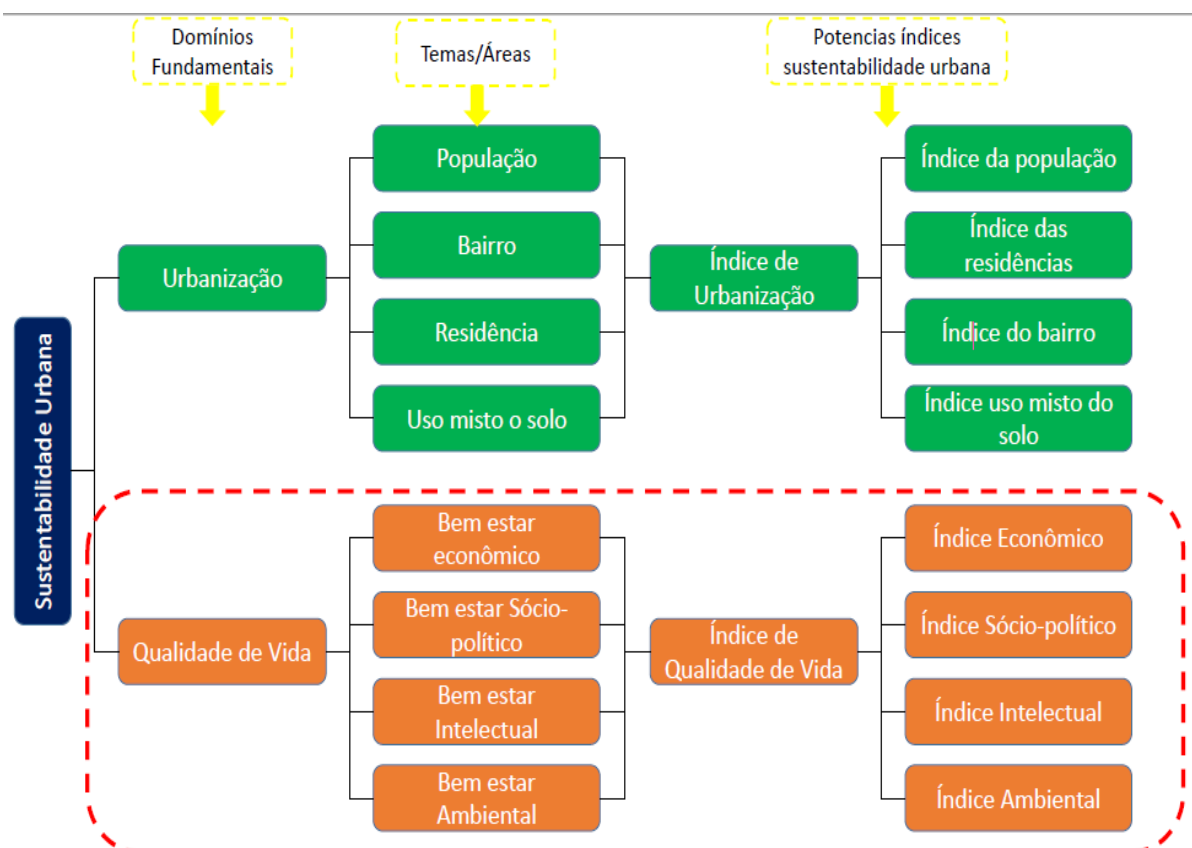 Domínios
Fundamentais
Temas/Áreas
Potencias índices
sustentabilidade urbana
Sustentabilidade Urbana
Urbanização
População
Bairro
Residência
Uso misto o solo
Índice de
Urbanização
Índice da população
Índice das
residências
Índice do bairro
Índice uso misto do
solo
Qualidade de Vida
Bem estar
econômico
Bem estar Sócio-
político
Bem estar
Intelectual
Bem estar
Ambiental
Índice de
Qualidade de Vida
Índice Econômico
Índice Sócio-político
Índice Intelectual
Índice Ambiental